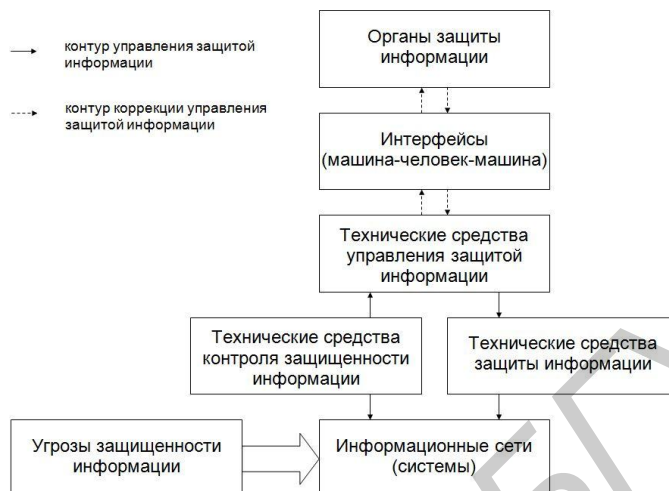 контур управления защитой
информации
контур коррекции управления
защитой информации
Органы защиты
информации
Интерфейсы
(машина-человек-машина)
Технические средства
управления защитой
информации
Технические средства
контроля защищенности
информации
Технические средства
защиты информации
Угрозы защищенности
информации
Информационные сети
(системы)